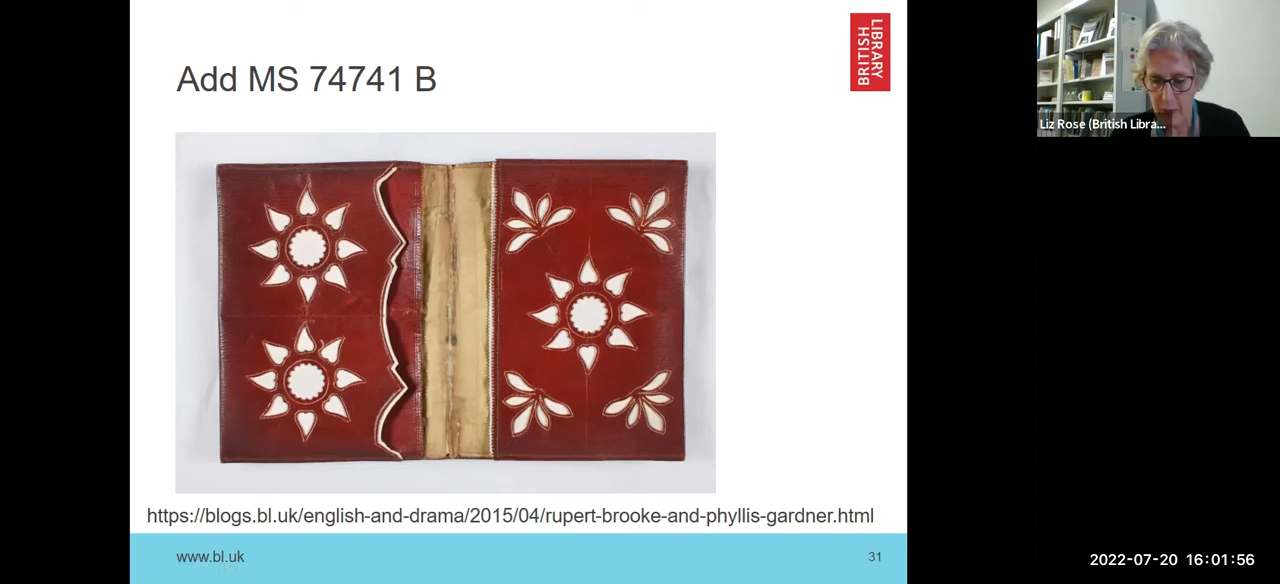 Add MS 74741 B
BRITISH
LIBRARY
Liz Rose (British Libra...
https://blogs.bl.uk/english-and-drama/2015/04/rupert-brooke-and-phyllis-gardner.html
www.bl.uk
31
2022-07-20 16:01:56